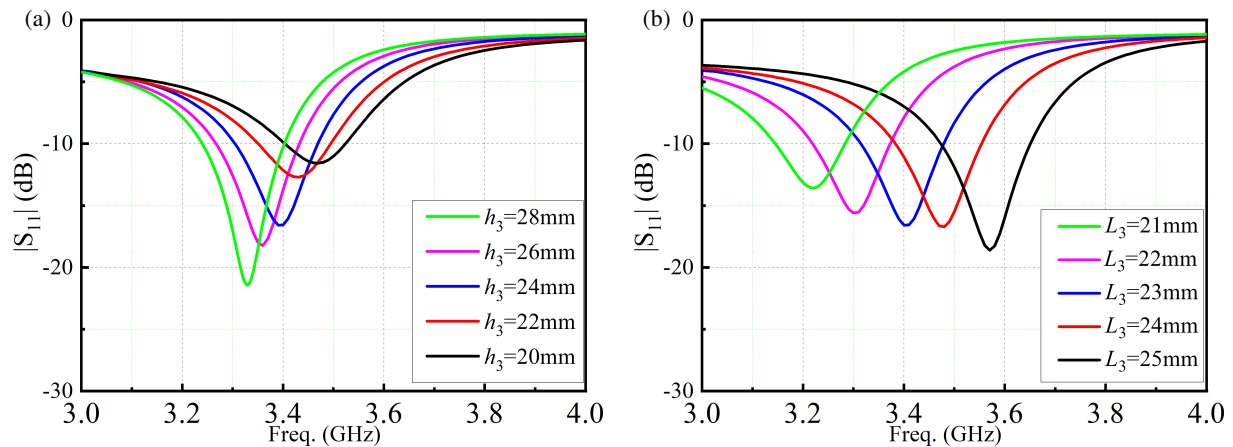 (a)
0
-10
-20
-30
|S11| (dB)
h3=28mm
h3=26mm
h3=24mm
h3=22mm
h3=20mm
3.0 3.2 3.4 3.6 3.8 4.0
Freq. (GHz)
(b)
0
-10
-20
-30
|S11| (dB)
L3=21mm
L3=22mm
L3=23mm
L3=24mm
L3=25mm
3.0 3.2 3.4 3.6 3.8 4.0
Freq. (GHz)